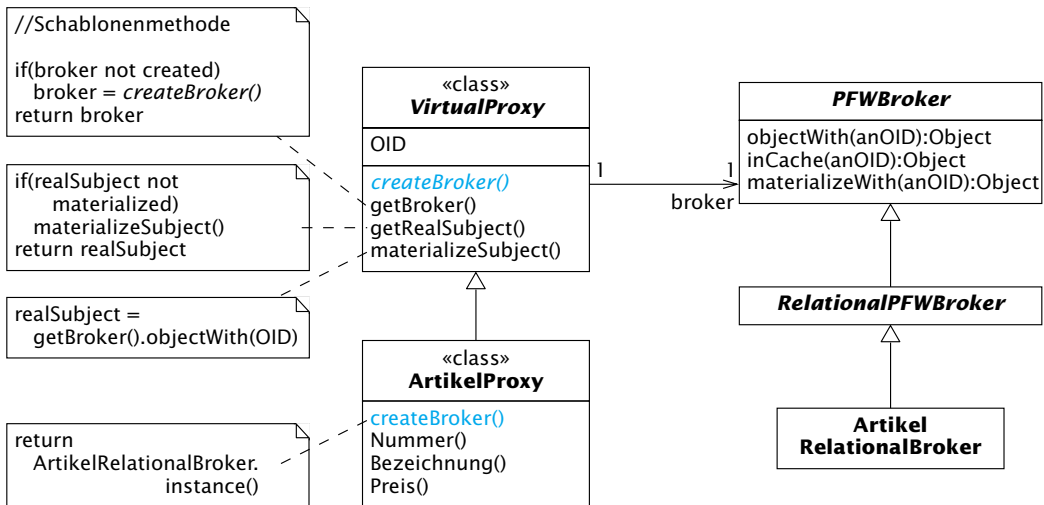 //Schablonenmethode
if(broker not created)
broker = createBroker()
return broker
if(realSubject not
materialized)
materializeSubject()
return realSubject
realSubject =
getBroker().objectWith(OID)
return
ArtikelRelationalBroker.
instance()
«class»
VirtualProxy
OID
createBroker()
getBroker()
getRealSubject()
materializeSubject()
«class»
ArtikelProxy
createBroker()
Nummer()
Bezeichnung()
Preis()
1
1
broker
PFWBroker
objectWith(anOID):Object
inCache(anOID):Object
materializeWith(anOID):Object
RelationalPFWBroker
Artikel
RelationalBroker